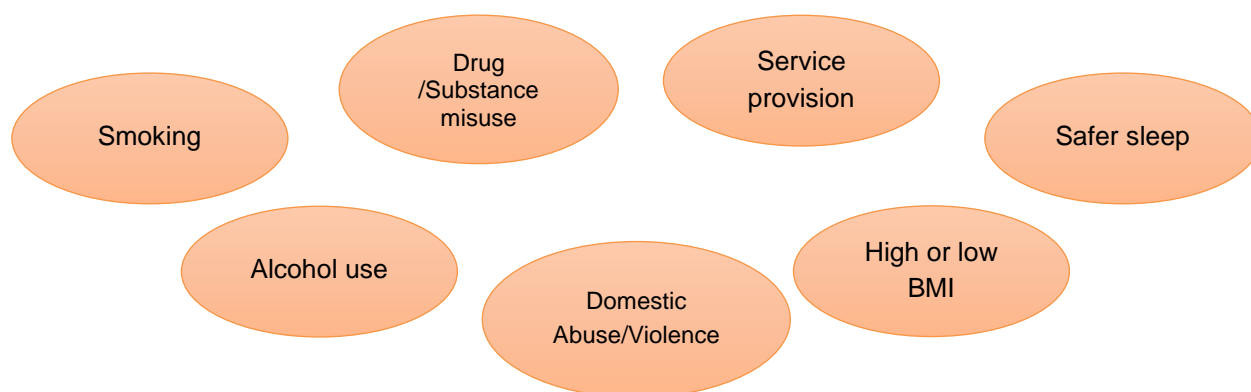 Smoking
Drug
/Substance
misuse
Service
provision
Safer sleep
Alcohol use
Domestic
Abuse/Violence
High or low
BMI